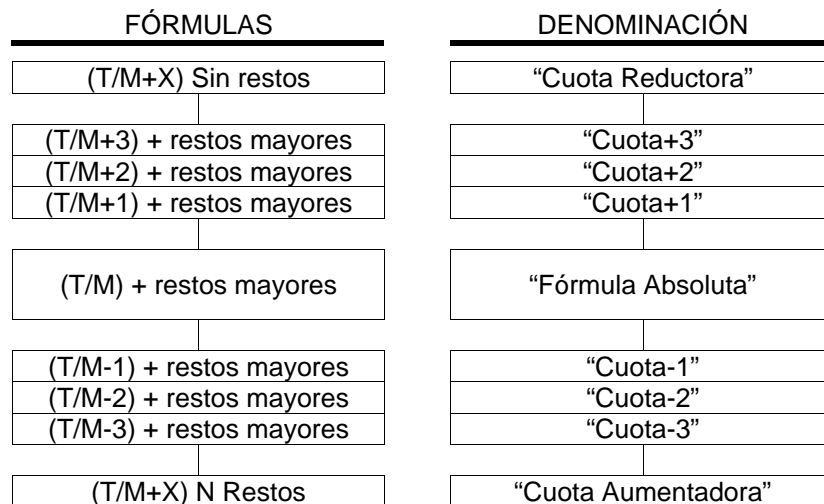 FÓRMULAS DENOMINACIÓN
(T/M+X) Sin restos “Cuota Reductora”
(T/M+3) + restos mayores “Cuota+3”
(T/M+2) + restos mayores “Cuota+2”
(T/M+1) + restos mayores “Cuota+1”
(T/M) + restos mayores “Fórmula Absoluta”
(T/M-1) + restos mayores “Cuota-1”
(T/M-2) + restos mayores “Cuota-2”
(T/M-3) + restos mayores “Cuota-3”
(T/M+X) N Restos “Cuota Aumentadora”